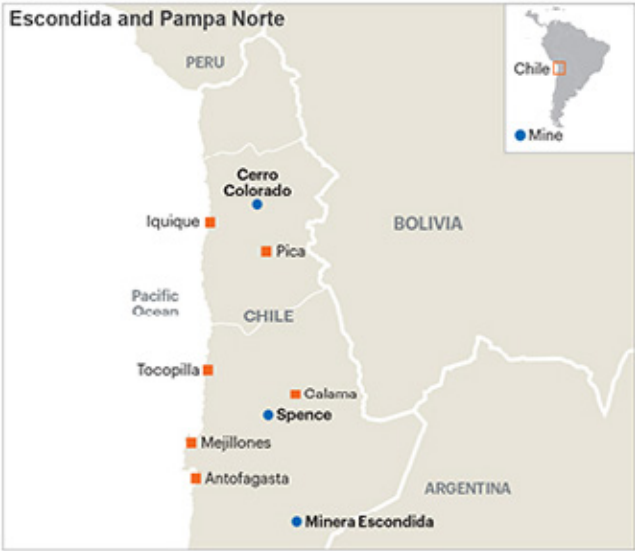 Escondida and Pampa Norte
PERU
Chile
Mine
Cerro
Colorado
Iquique
BOLIVIA
Pica
Pacific
Ocean
CHILE
Tocopilla
Calama
Spence
Mejillones
Antofagasta
ARGENTINA
Minera Escondida